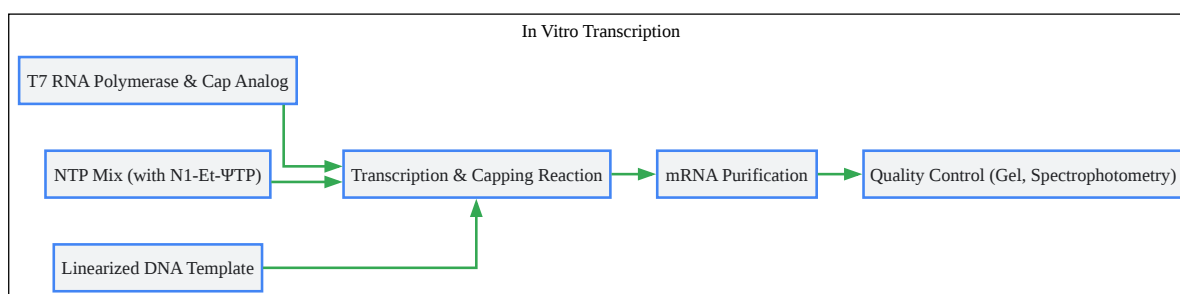 In Vitro Transcription
T7 RNA Polymerase & Cap Analog
NTP Mix (with N1-Et-ΨTP)
Transcription & Capping Reaction
mRNA Purification
Quality Control (Gel, Spectrophotometry)
Linearized DNA Template